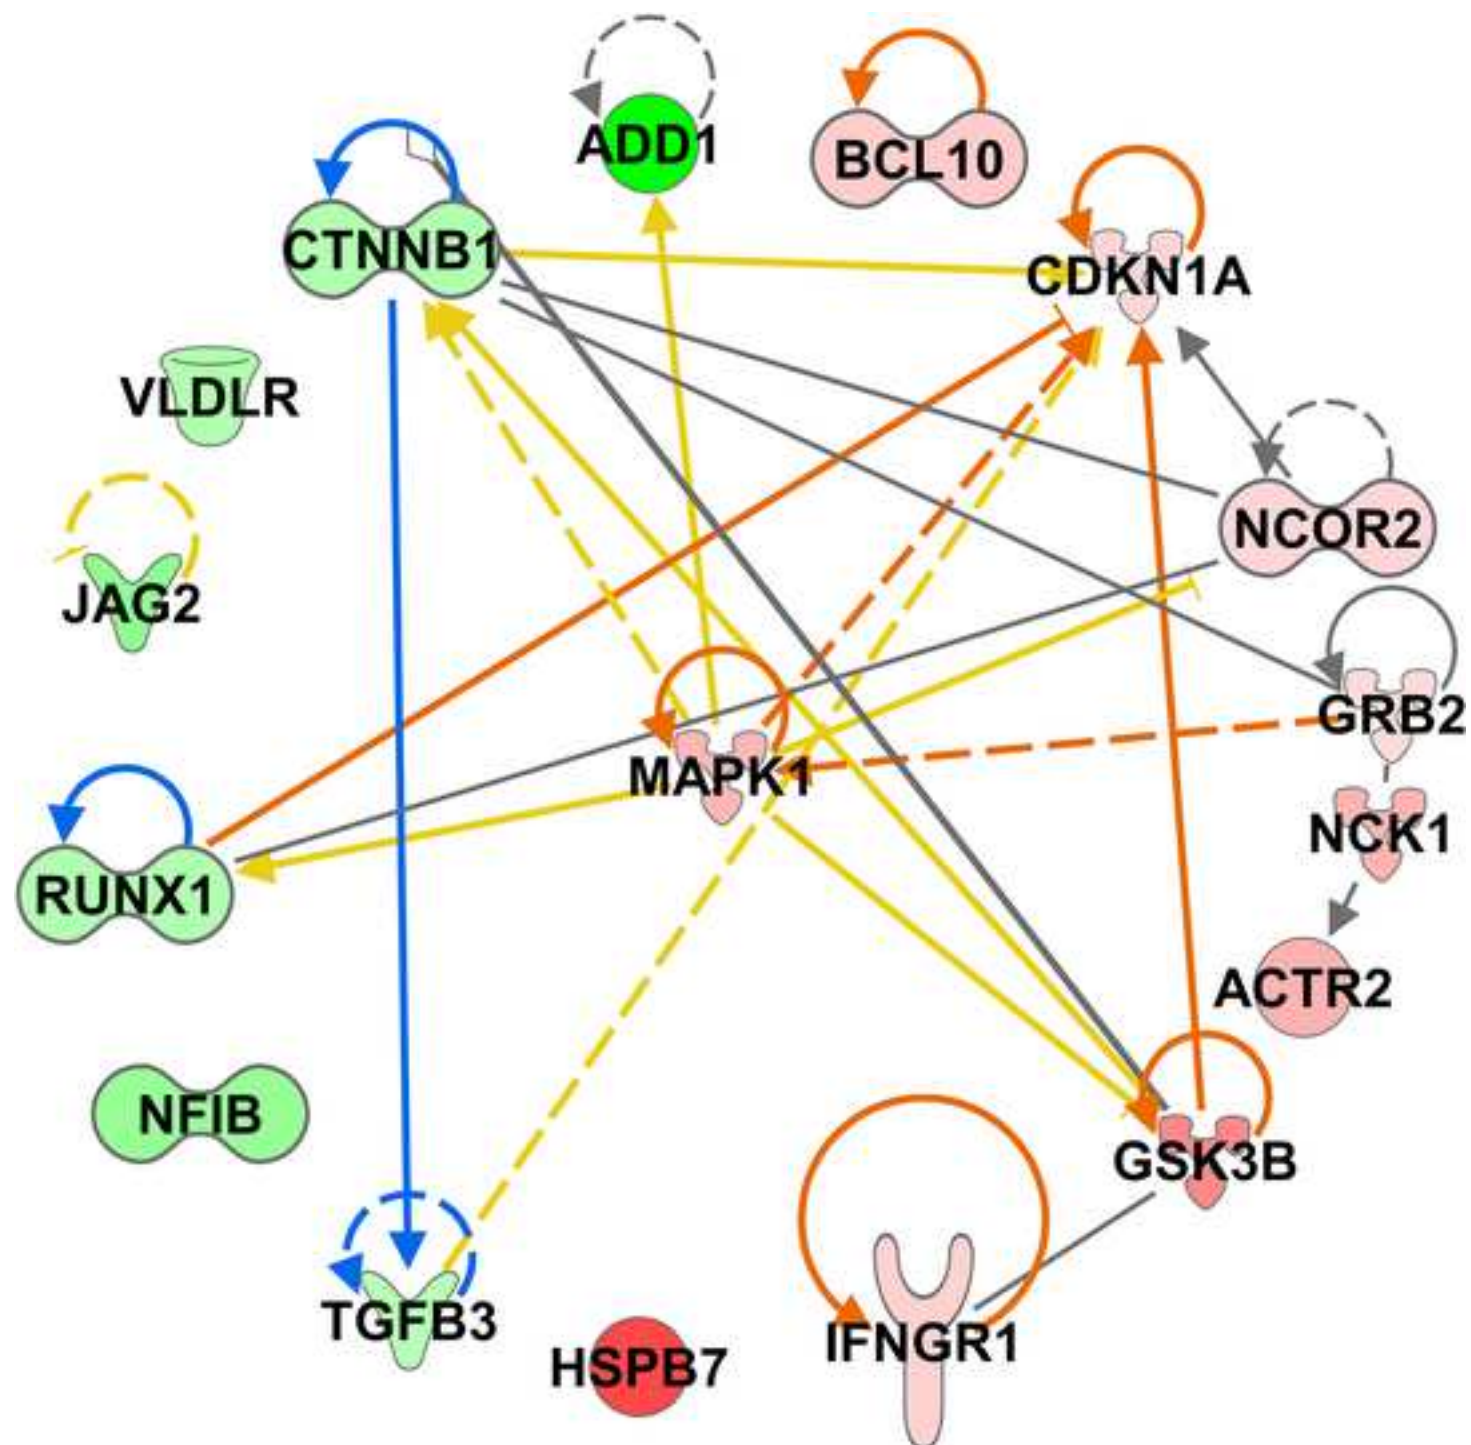 ADD1
BCL10
CTNNB1
CDKN1A
VLDLR
NCOR2
JAG2
GRB2
MAPK1
NCK1
RUNX1
ACTR2
NFIB
GSK3B
TGFB3
IFNGR1
HSPB7